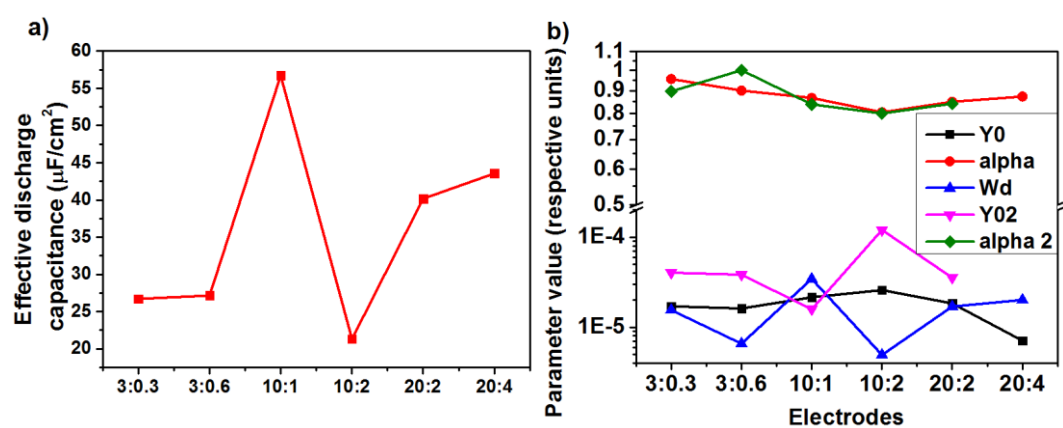 a)
Effective discharge
capacitance (μF/cm²)
60
55
50
45
40
35
30
25
20
3:0.3 3:0.6 10:1 10:2 20:2 20:4
b)
Parameter value (respective units)
1.1
1
0.9
0.8
0.7
0.6
0.5
1E-4
1E-5
Y0
alpha
Wd
Y02
alpha 2
3:0.3 3:0.6 10:1 10:2 20:2 20:4
Electrodes